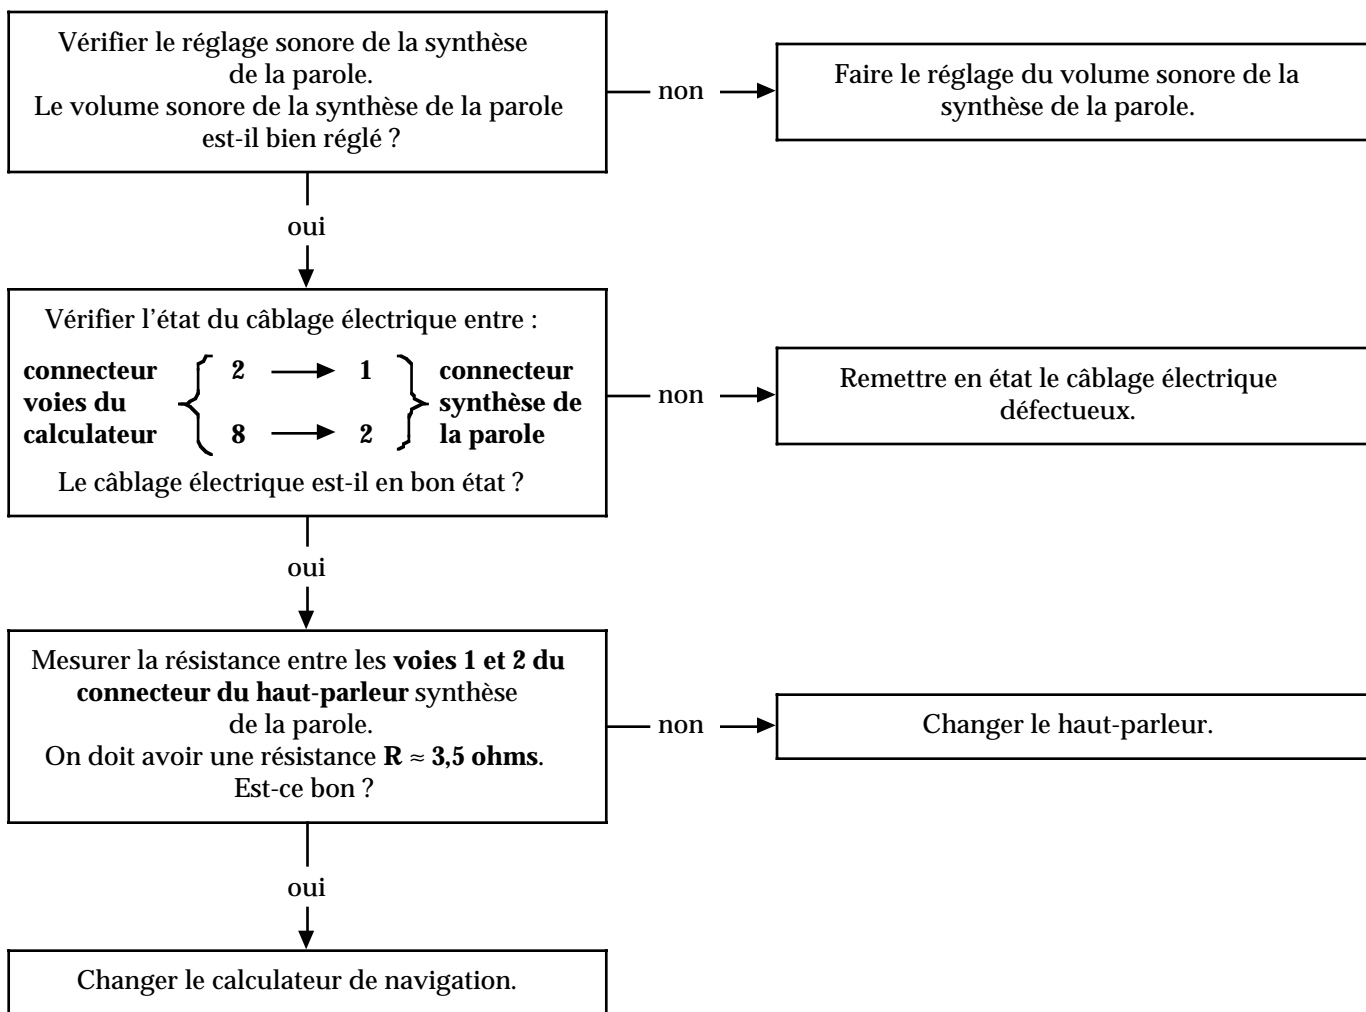 Vérifier le réglage sonore de la synthèse
de la parole.
Le volume sonore de la synthèse de la parole
est-il bien réglé ?
non
Faire le réglage du volume sonore de la
synthèse de la parole.
oui
Vérifier l'état du câblage électrique entre :
connecteur 2 1 connecteur
voies du synthèse de
calculateur 8 2 la parole
Le câblage électrique est-il en bon état ?
non
Remettre en état le câblage électrique
défectueux.
oui
Mesurer la résistance entre les voies 1 et 2 du
connecteur du haut-parleur synthèse
de la parole.
On doit avoir une résistance R ≈ 3,5 ohms.
Est-ce bon ?
non
Changer le haut-parleur.
oui
Changer le calculateur de navigation.